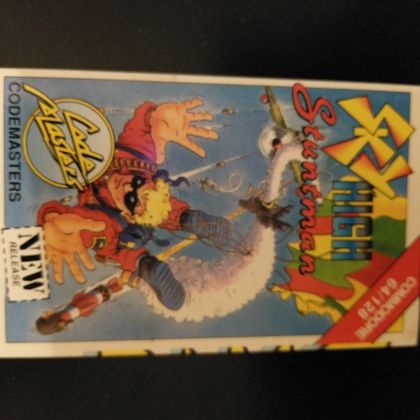 SKY
HIGH
Stuntman
COMMODORE
64/128
Code
Masters
CODEMASTERS
NEW
RELEASE